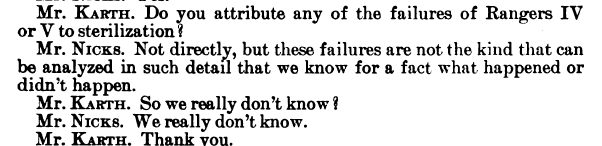 Mr. KARTH. Do you attribute any of the failures of Rangers IV
or V to sterilization?
Mr. NICKS. Not directly, but these failures are not the kind that can
be analyzed in such detail that we know for a fact what happened or
didn't happen.
Mr. KARTH. So we really don't know?
Mr. NICKS. We really don't know.
Mr. KARTH. Thank you.